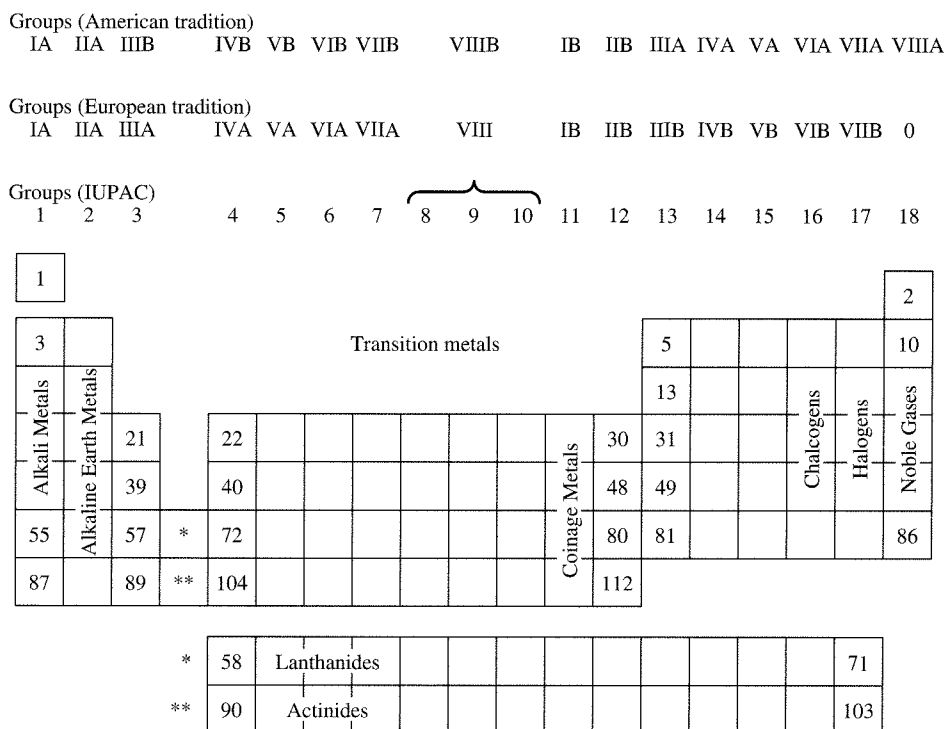 Groups (American tradition)
IA IIA IIIB IVB VB VIB VIIB VIIIB IB IIB IIIA IVA VA VIA VIIA VIIIA
Groups (European tradition)
IA IIA IIIA IVA VA VIA VIIA VIII IB IIB IIIB IVB VB VIB VIIB 0
Groups (IUPAC)
1 2 3 4 5 6 7 8 9 10 11 12 13 14 15 16 17 18
1
2
3 Transition metals 5 10
13
Alkali Metals
Alkaline Earth Metals
Coinage Metals
Chalcogens
Halogens
Noble Gases
21 22 30 31
39 40 48 49
55 57 * 72 80 81 86
87 89 ** 104 112
* 58 Lanthanides 71
** 90 Actinides 103